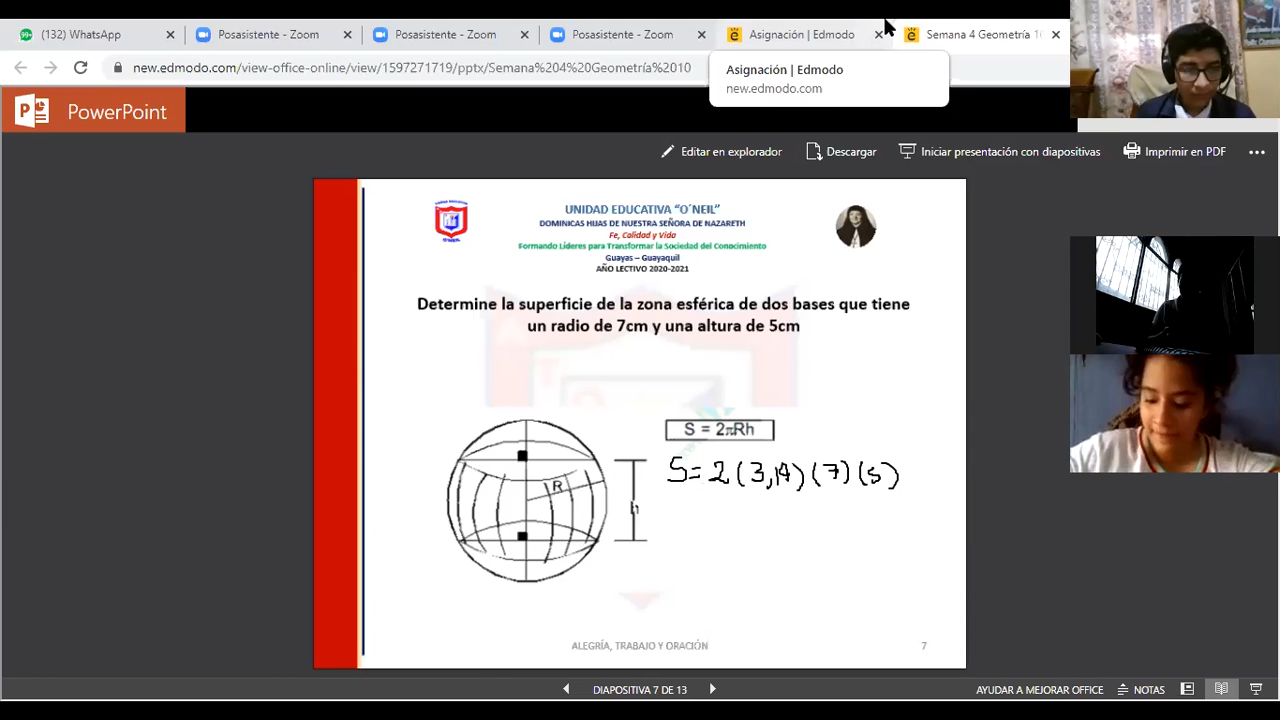 (132) WhatsApp
Posasistente - Zoom
Posasistente - Zoom
Posasistente - Zoom
Asignación | Edmodo
Semana 4 Geometría 1
new.edmodo.com/view-office-online/view/1597271719/pptx/Semana%204%20Geometría%2010
Asignación | Edmodo
new.edmodo.com
PowerPoint
Editar en explorador
Descargar
Iniciar presentación con diapositivas
Imprimir en PDF
UNIDAD EDUCATIVA “O´NEIL”
DOMINICAS HIJAS DE NUESTRA SEÑORA DE NAZARETH
Fe, Calidad y Vida
Formando Líderes para Transformar la Sociedad del Conocimiento
Guayas – Guayaquil
AÑO LECTIVO 2020-2021
Determine la superficie de la zona esférica de dos bases que tiene
un radio de 7cm y una altura de 5cm
S = 2πRh
S= 2 (3,14) (7) (5)
R
h
ALEGRÍA, TRABAJO Y ORACIÓN
7
DIAPOSITIVA 7 DE 13
AYUDAR A MEJORAR OFFICE
NOTAS